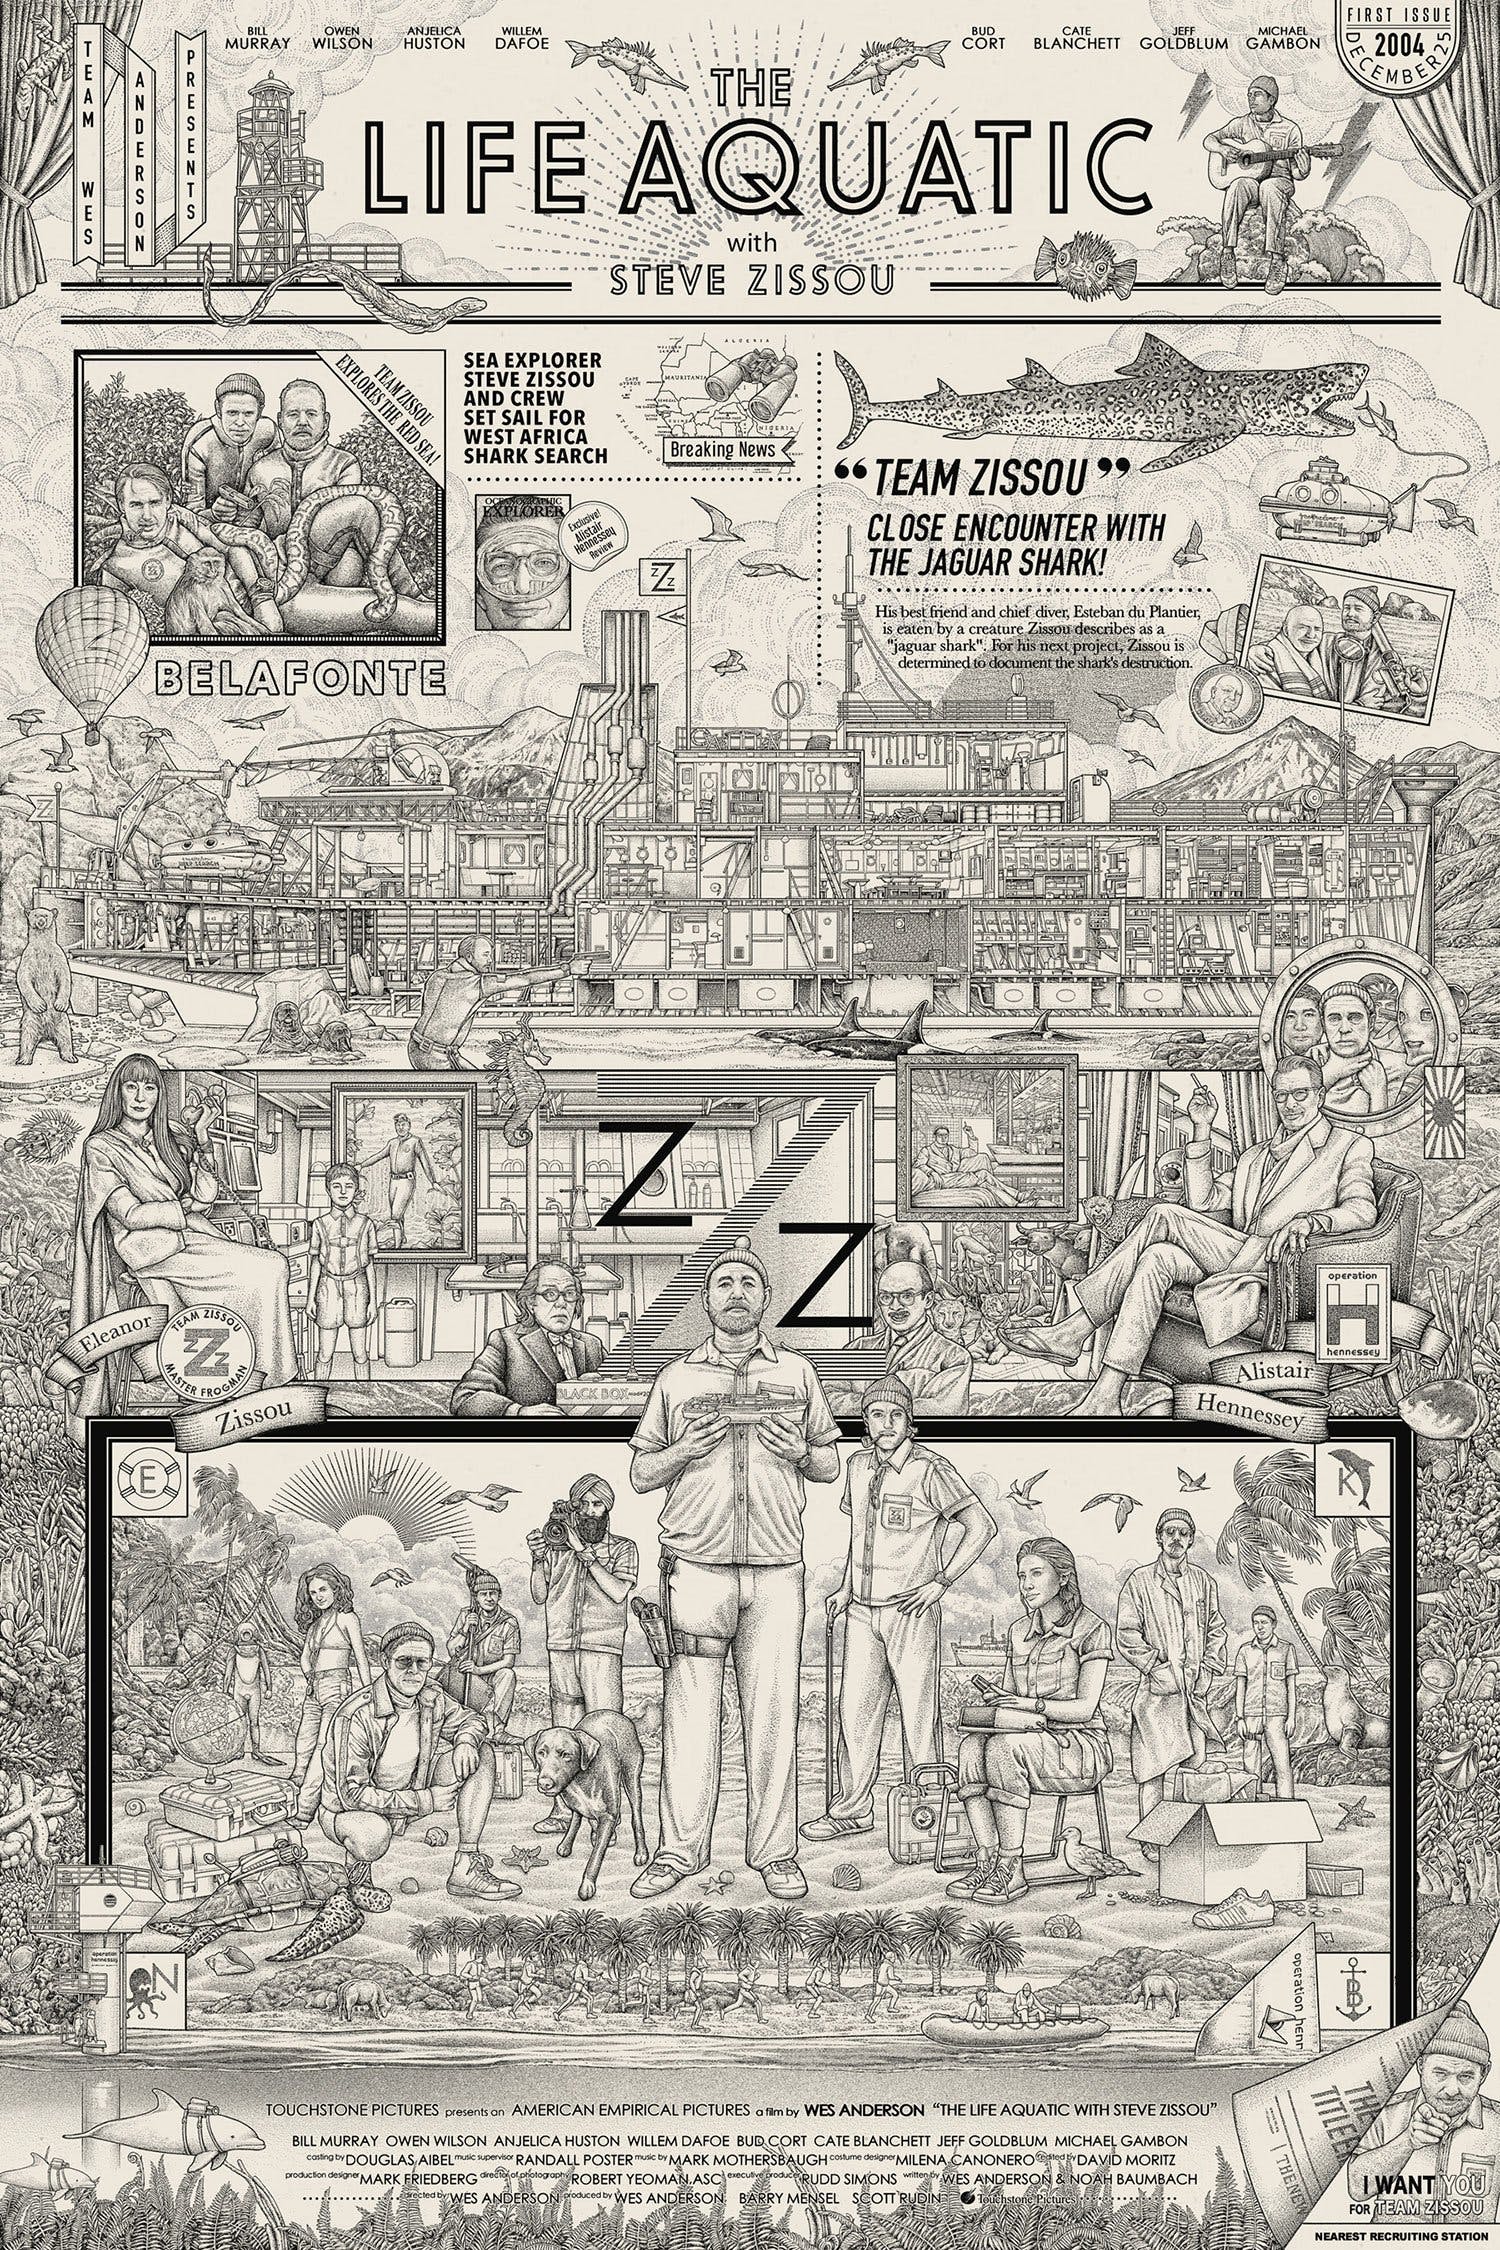 TEAM WES
ANDERSON
PRESENTS
BILL MURRAY
OWEN WILSON
ANJELICA HUSTON
WILLEM DAFOE
BUD CORT
CATE BLANCHETT
JEFF GOLDBLUM
MICHAEL GAMBON
FIRST ISSUE
2004
DECEMBER 25
THE
LIFE AQUATIC
with
STEVE ZISSOU
TEAM ZISSOU
EXPLORES THE RED SEA!
SEA EXPLORER
STEVE ZISSOU
AND CREW
SET SAIL FOR
WEST AFRICA
SHARK SEARCH
ALGERIA
MAURITANIA
NIGERIA
Breaking News
OCEANOGRAPHIC
EXPLORER
Exclusive!
Alistair
Hennessey
Review
“TEAM ZISSOU”
CLOSE ENCOUNTER WITH
THE JAGUAR SHARK!
His best friend and chief diver, Esteban du Plantier,
is eaten by a creature Zissou describes as a
"jaguar shark". For his next project, Zissou is
determined to document the shark's destruction.
BELAFONTE
Z
Z
Eleanor
Zissou
TEAM ZISSOU
MASTER FROGMAN
BLACK BOX
operation
H
hennessey
Alistair
Hennessey
E
K
N
B
operation
hennessey
operation henn
TOUCHSTONE PICTURES presents an AMERICAN EMPIRICAL PICTURES a film by WES ANDERSON “THE LIFE AQUATIC WITH STEVE ZISSOU”
BILL MURRAY OWEN WILSON ANJELICA HUSTON WILLEM DAFOE BUD CORT CATE BLANCHETT JEFF GOLDBLUM MICHAEL GAMBON
casting by DOUGLAS AIBEL music supervisor RANDALL POSTER music by MARK MOTHERSBAUGH costume designer MILENA CANONERO edited by DAVID MORITZ
production designer MARK FRIEDBERG director of photography ROBERT YEOMAN, ASC executive producer RUDD SIMONS written by WES ANDERSON & NOAH BAUMBACH
directed by WES ANDERSON produced by WES ANDERSON BARRY MENSEL SCOTT RUDIN Touchstone Pictures
I WANT YOU
FOR TEAM ZISSOU
NEAREST RECRUITING STATION